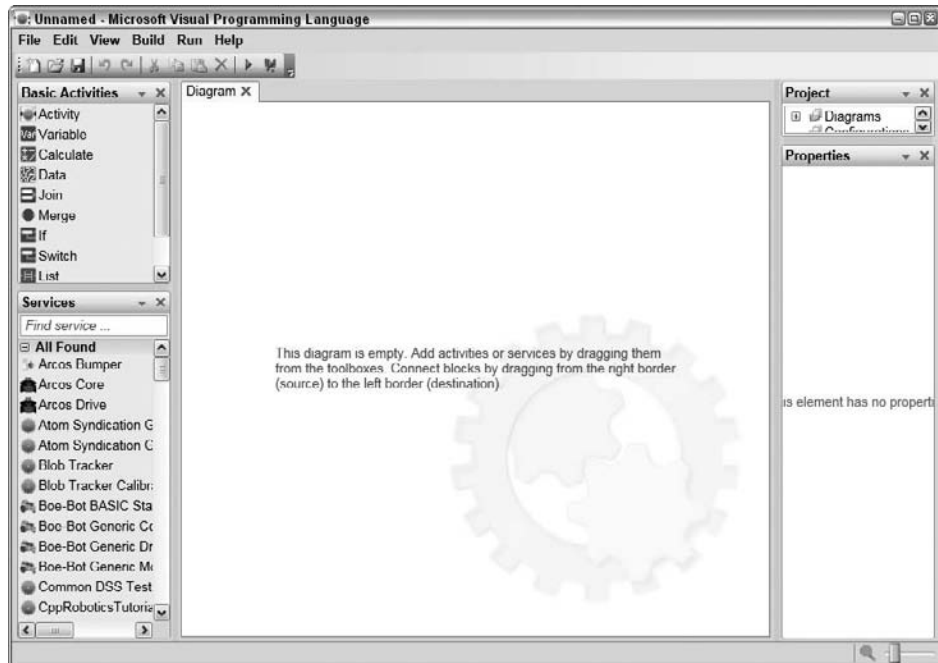 : Unnamed - Microsoft Visual Programming Language
File Edit View Build Run Help
Basic Activities
Activity
Var Variable
Calculate
Data
Join
Merge
If
Switch
List
Services
Find service ...
All Found
Arcos Bumper
Arcos Core
Arcos Drive
Atom Syndication G
Atom Syndication G
Blob Tracker
Blob Tracker Calibr
Boe-Bot BASIC Sta
Boe-Bot Generic Co
Boe-Bot Generic Dr
Boe-Bot Generic Mo
Common DSS Test
CppRoboticsTutoria
Diagram
This diagram is empty. Add activities or services by dragging them
from the toolboxes. Connect blocks by dragging from the right border
(source) to the left border (destination).
Project
Diagrams
Configurations
Properties
is element has no properti